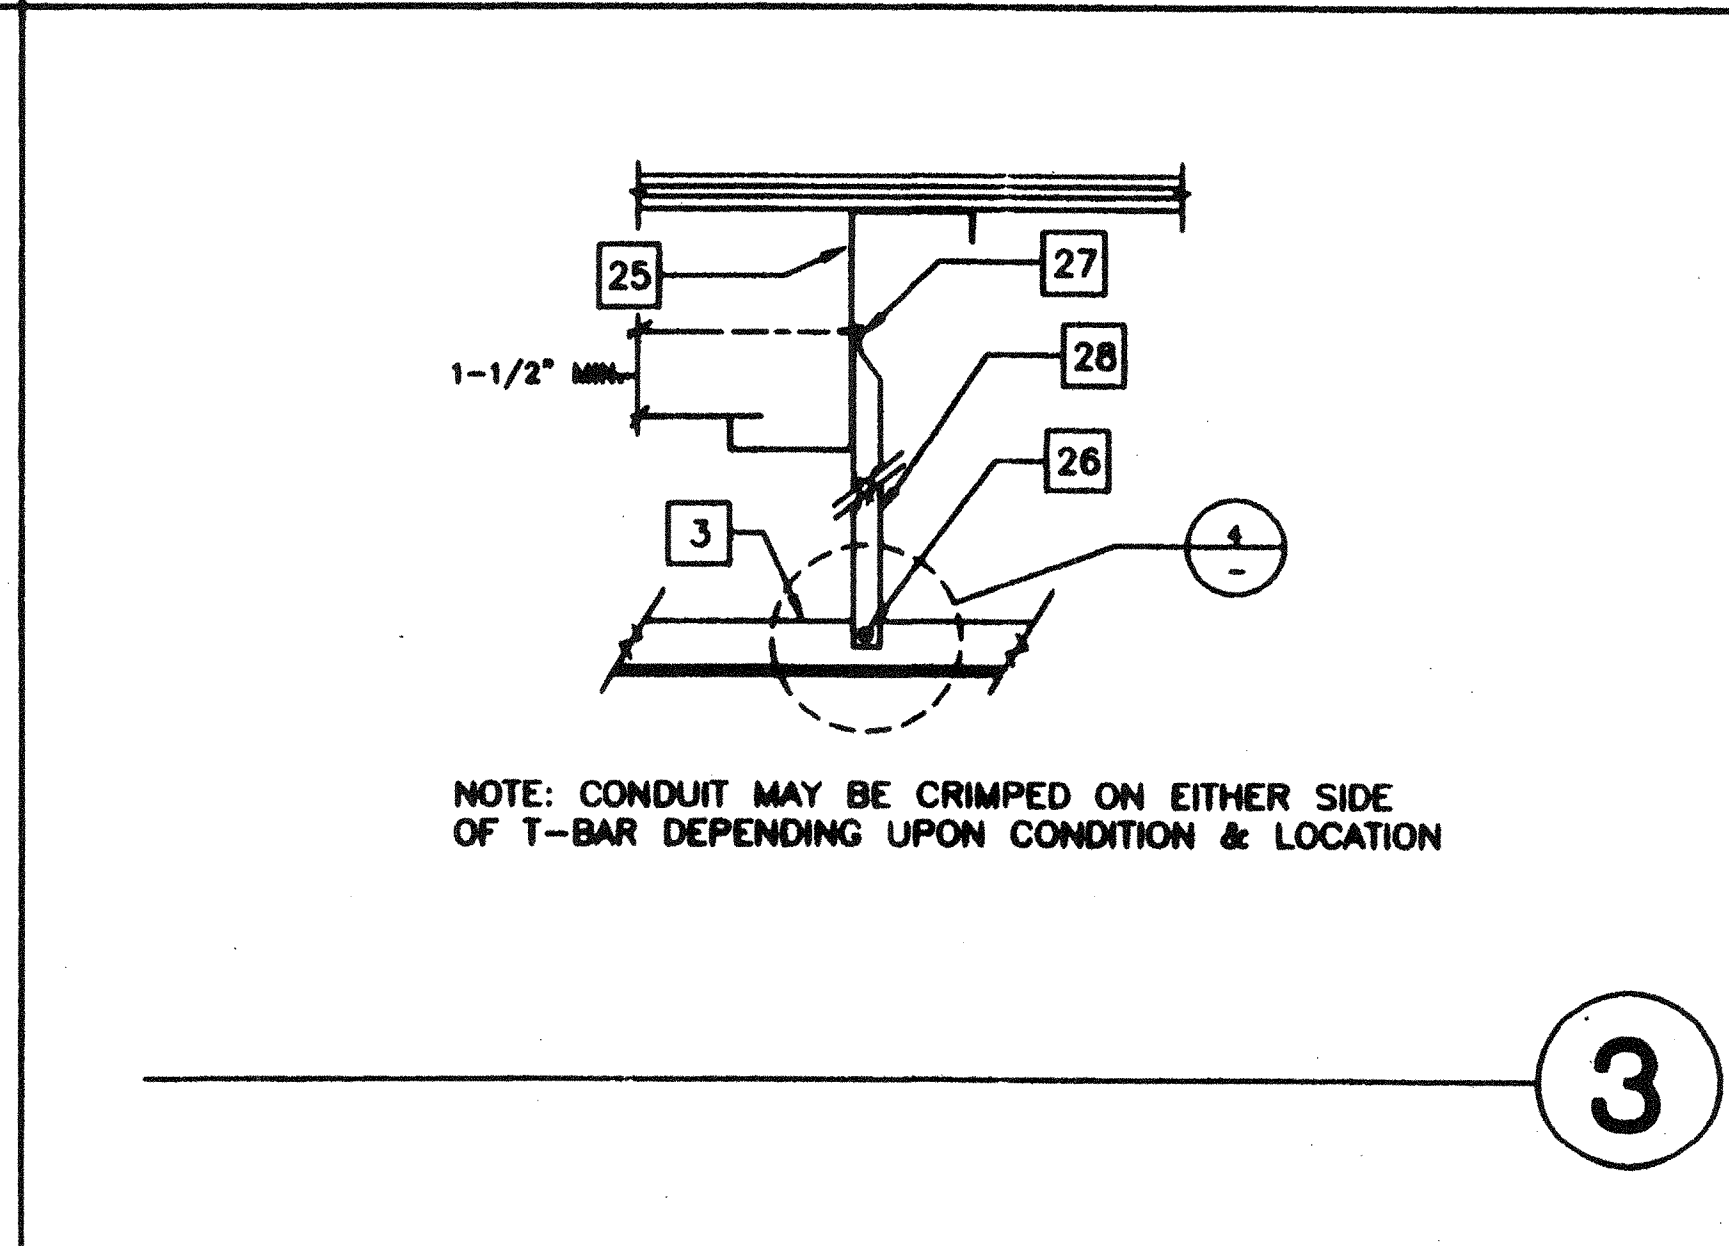 25
27
28
1-1/2" MIN.
26
3
4
-
NOTE: CONDUIT MAY BE CRIMPED ON EITHER SIDE
OF T-BAR DEPENDING UPON CONDITION & LOCATION
3